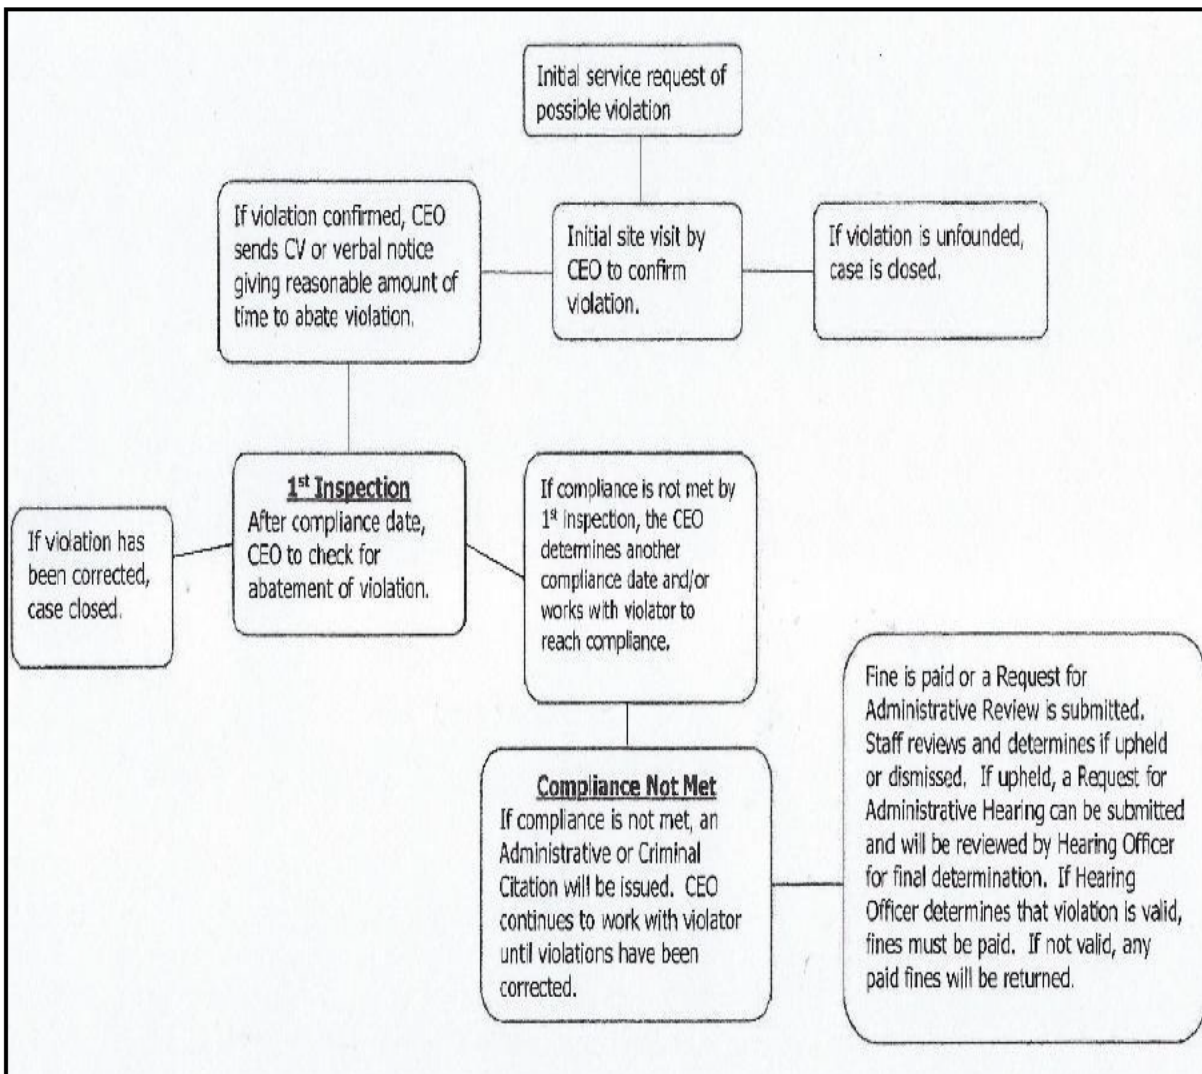 Initial service request of
possible violation
If violation confirmed, CEO
sends CV or verbal notice
giving reasonable amount of
time to abate violation.
Initial site visit by
CEO to confirm
violation.
If violation is unfounded,
case is closed.
1st Inspection
After compliance date,
CEO to check for
abatement of violation.
If violation has
been corrected,
case closed.
If compliance is not met by
1st inspection, the CEO
determines another
compliance date and/or
works with violator to
reach compliance.
Compliance Not Met
If compliance is not met, an
Administrative or Criminal
Citation will be issued. CEO
continues to work with violator
until violations have been
corrected.
Fine is paid or a Request for
Administrative Review is submitted.
Staff reviews and determines if upheld
or dismissed. If upheld, a Request for
Administrative Hearing can be submitted
and will be reviewed by Hearing Officer
for final determination. If Hearing
Officer determines that violation is valid,
fines must be paid. If not valid, any
paid fines will be returned.